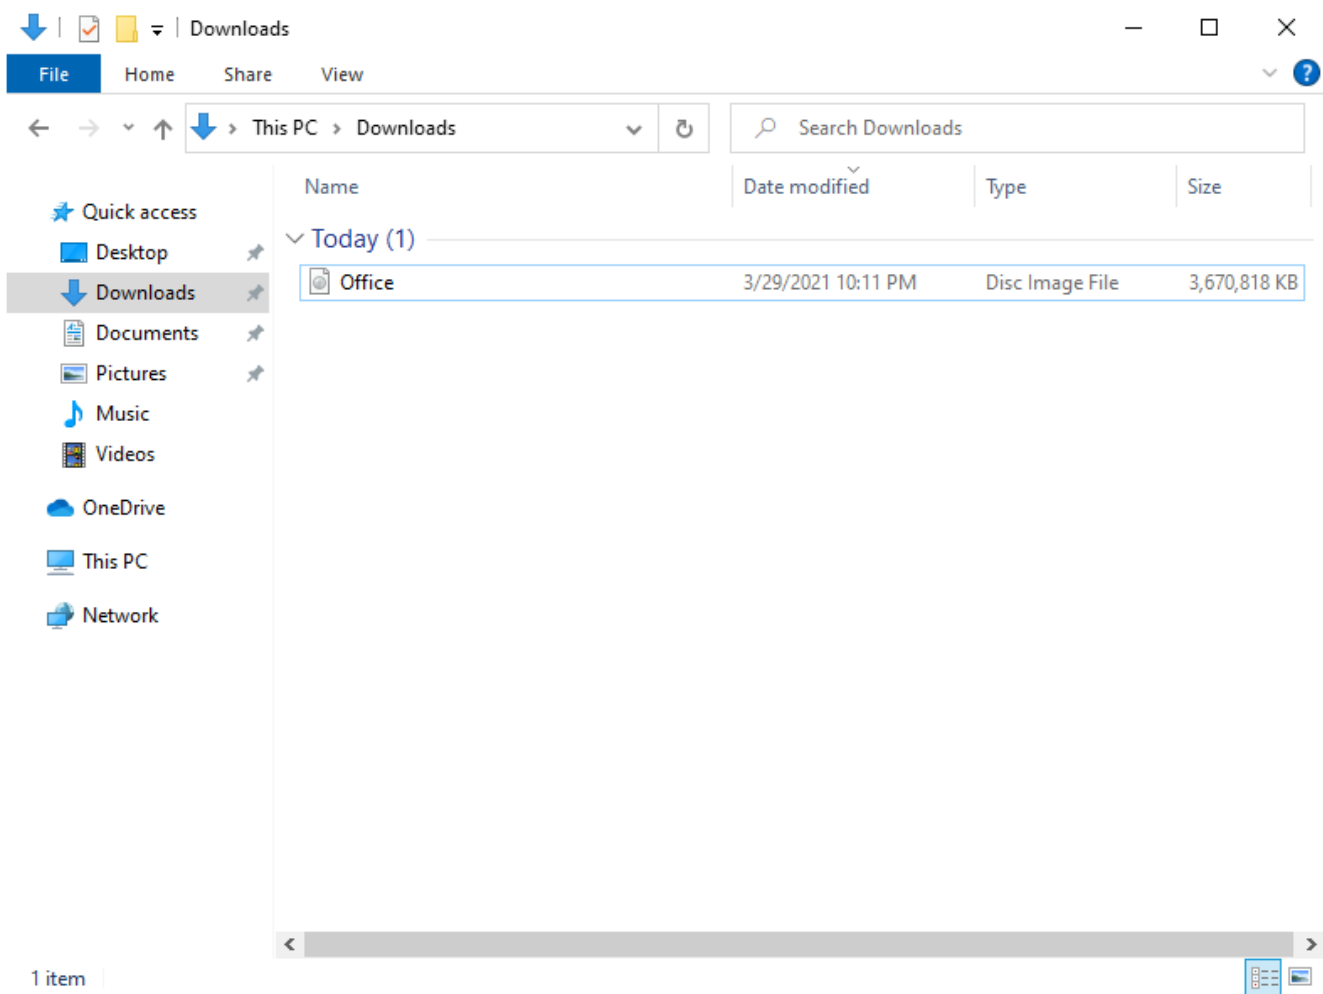 Downloads
File Home Share View
This PC Downloads
Search Downloads
Name Date modified Type Size
Quick access
Desktop
Downloads
Documents
Pictures
Music
Videos
OneDrive
This PC
Network
Today (1)
Office 3/29/2021 10:11 PM Disc Image File 3,670,818 KB
1 item